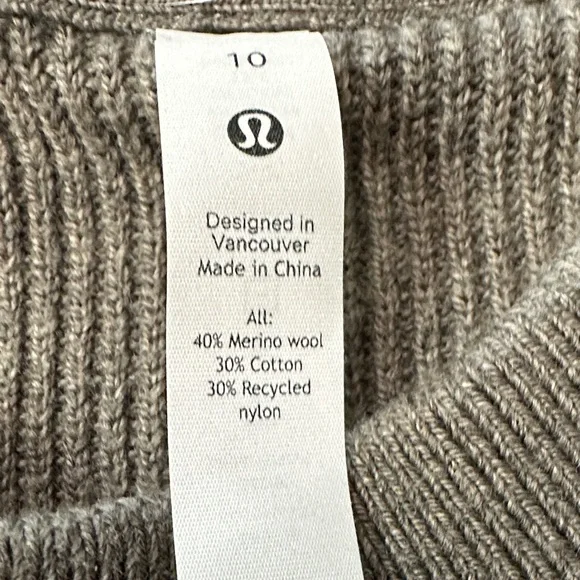 10
Designed in
Vancouver
Made in China
All:
40% Merino wool
30% Cotton
30% Recycled
nylon